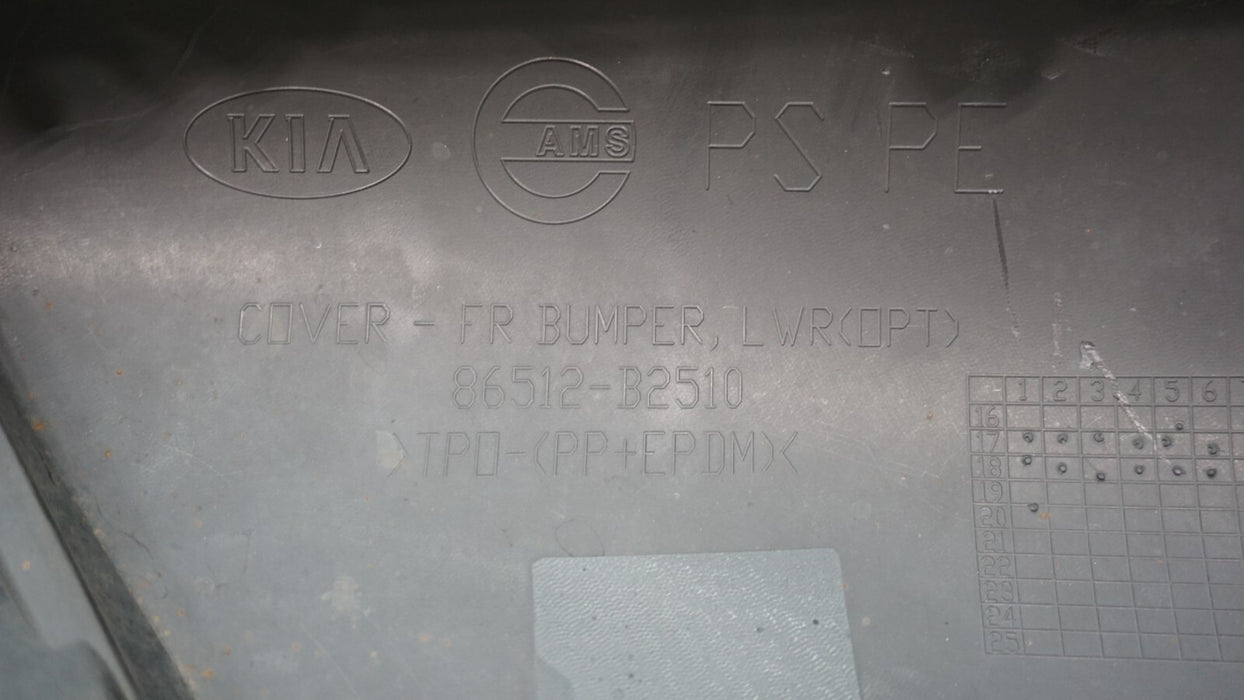 KIA AMS PS PE
COVER - FR BUMPER, LWR(OPT)
86512-B2510
>TPO-(PP+EPDM)<
1 2 3 4 5 6
16
17
18
19
20
21
22
23
24
25